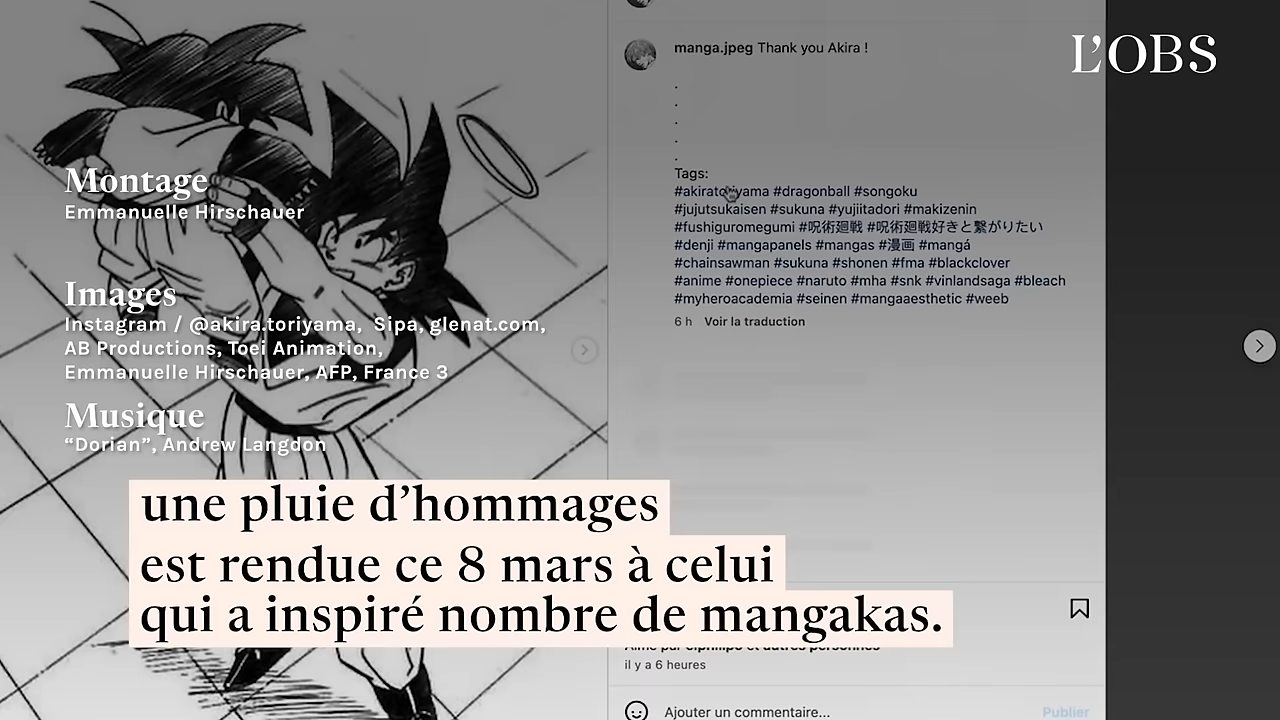 L'OBS
manga.jpeg Thank you Akira !
.
.
.
.
.
Tags:
#akiratoriyama #dragonball #songoku
#jujutsukaisen #sukuna #yujiitadori #makizenin
#fushiguromegumi #呪術廻戦 #呪術廻戦好きと繋がりたい
#denji #mangapanels #mangas #漫画 #mangá
#chainsawman #sukuna #shonen #fma #blackclover
#anime #onepiece #naruto #mha #snk #vinlandsaga #bleach
#myheroacademia #seinen #mangaaesthetic #weeb
6 h Voir la traduction
Montage
Emmanuelle Hirschauer
Images
Instagram / @akira.toriyama, Sipa, glenat.com,
AB Productions, Toei Animation,
Emmanuelle Hirschauer, AFP, France 3
Musique
“Dorian”, Andrew Langdon
une pluie d’hommages
est rendue ce 8 mars à celui
qui a inspiré nombre de mangakas.
et autres personnes
il y a 6 heures
Ajouter un commentaire... Publier